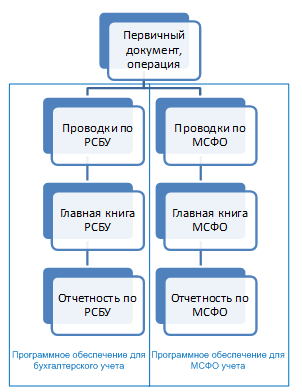 Первичный
документ,
операция
Проводки по
РСБУ
Проводки по
МСФО
Главная книга
РСБУ
Главная книга
МСФО
Отчетность по
РСБУ
Отчетность по
МСФО
Программное обеспечение для
бухгалтерского учета
Программное обеспечение для
МСФО учета